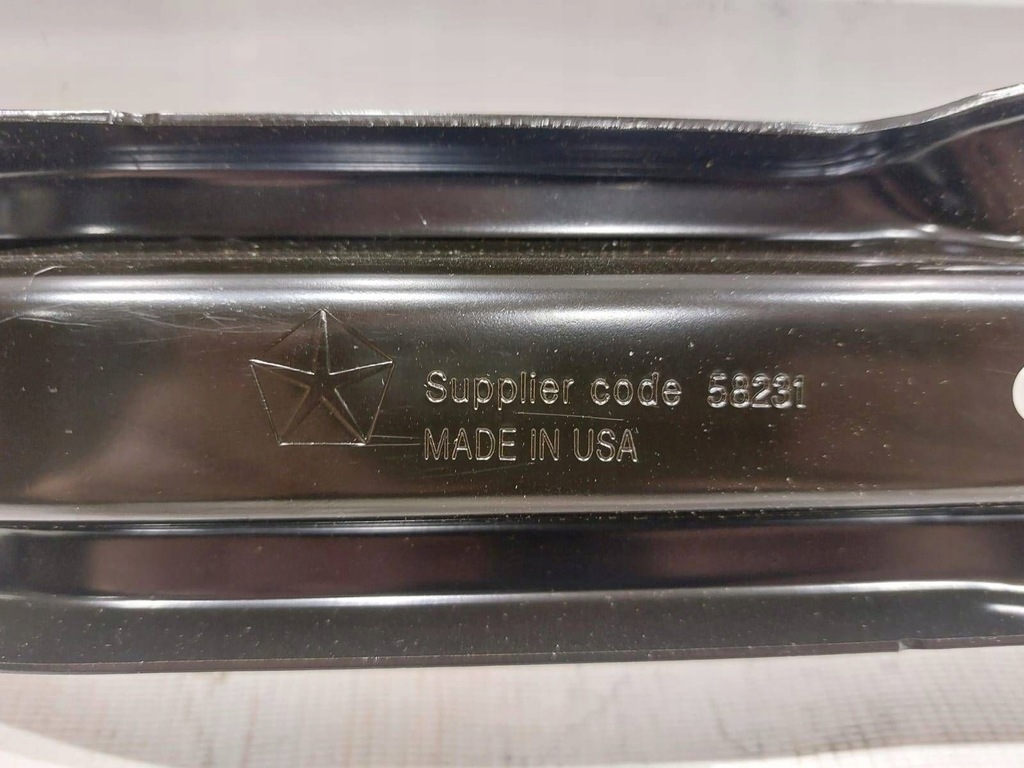 Supplier code 58231
MADE IN USA